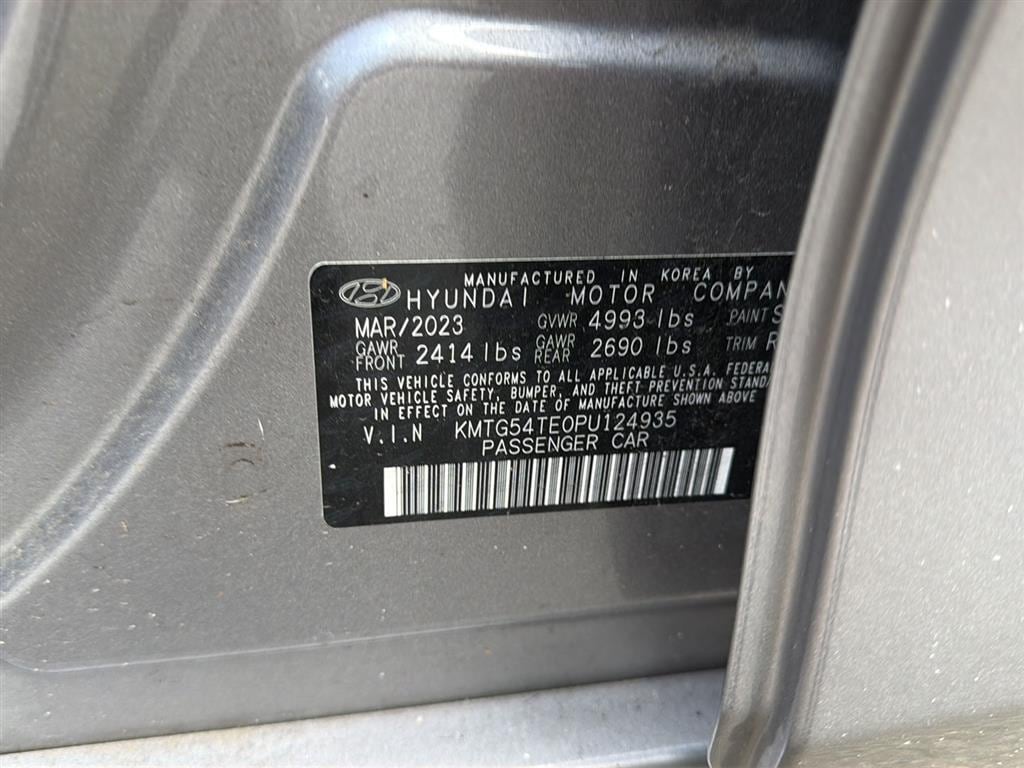 MANUFACTURED IN KOREA BY
HYUNDAI MOTOR COMPAN
MAR/2023 GVWR 4993 lbs PAINT S
GAWR FRONT 2414 lbs GAWR REAR 2690 lbs TRIM R
THIS VEHICLE CONFORMS TO ALL APPLICABLE U.S.A. FEDERA
MOTOR VEHICLE SAFETY, BUMPER, AND THEFT PREVENTION STANDA
IN EFFECT ON THE DATE OF MANUFACTURE SHOWN ABOVE
V.I.N KMTG54TE0PU124935
PASSENGER CAR